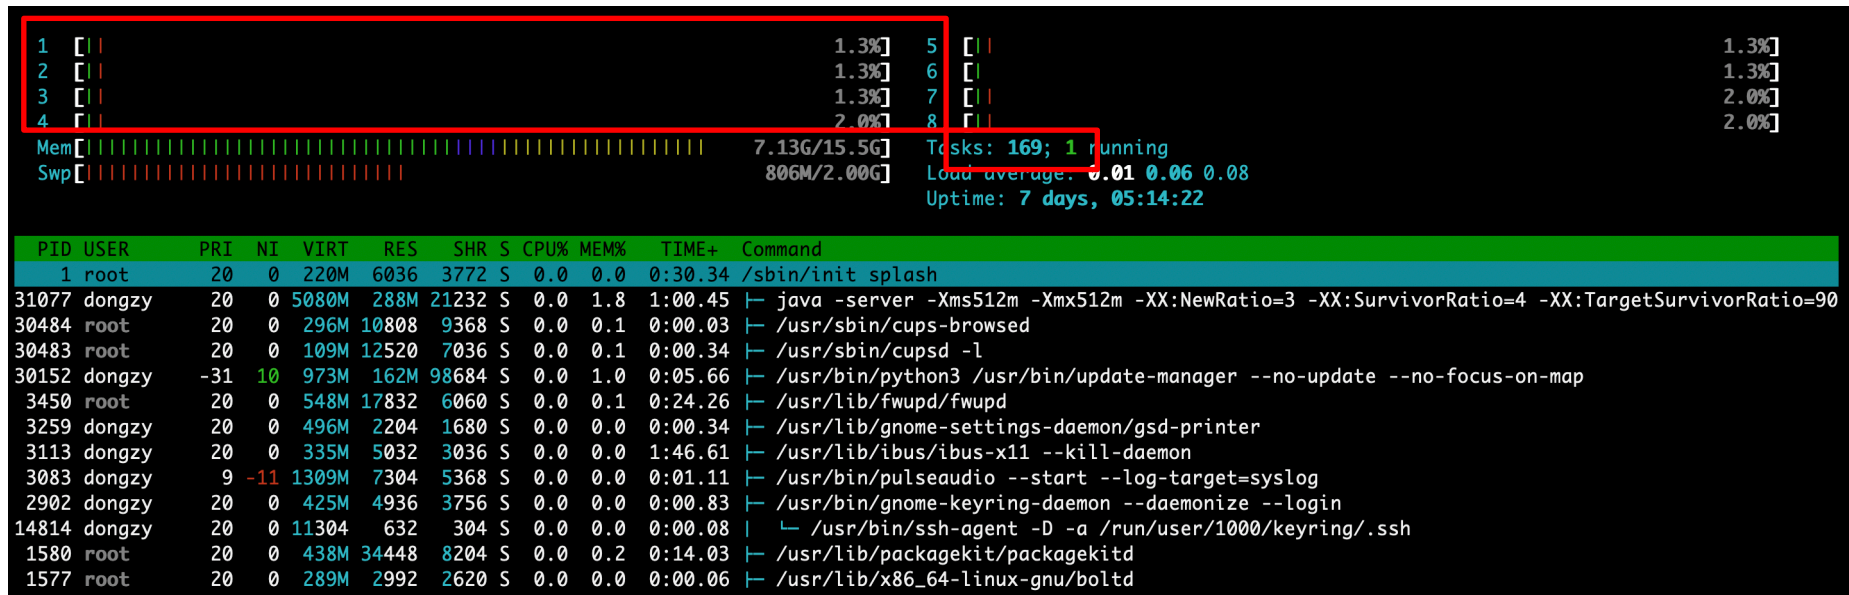 1 [|| 1.3%] 5 [|| 1.3%]
2 [|| 1.3%] 6 [| 1.3%]
3 [|| 1.3%] 7 [|| 2.0%]
4 [|| 2.0%] 8 [|| 2.0%]
Mem[|||||||||||||||||||||||||||||||||||||||||||||||||||||| 7.13G/15.5G] Tasks: 169; 1 running
Swp[|||||||||||||||||||||||||||| 806M/2.00G] Load average: 0.01 0.06 0.08
Uptime: 7 days, 05:14:22
PID USER PRI NI VIRT RES SHR S CPU% MEM% TIME+ Command
1 root 20 0 220M 6036 3772 S 0.0 0.0 0:30.34 /sbin/init splash
31077 dongzy 20 0 5080M 288M 21232 S 0.0 1.8 1:00.45 ├─ java -server -Xms512m -Xmx512m -XX:NewRatio=3 -XX:SurvivorRatio=4 -XX:TargetSurvivorRatio=90
30484 root 20 0 296M 10808 9368 S 0.0 0.1 0:00.03 ├─ /usr/sbin/cups-browsed
30483 root 20 0 109M 12520 7036 S 0.0 0.1 0:00.34 ├─ /usr/sbin/cupsd -l
30152 dongzy -31 10 973M 162M 98684 S 0.0 1.0 0:05.66 ├─ /usr/bin/python3 /usr/bin/update-manager --no-update --no-focus-on-map
3450 root 20 0 548M 17832 6060 S 0.0 0.1 0:24.26 ├─ /usr/lib/fwupd/fwupd
3259 dongzy 20 0 496M 2204 1680 S 0.0 0.0 0:00.34 ├─ /usr/lib/gnome-settings-daemon/gsd-printer
3113 dongzy 20 0 335M 5032 3036 S 0.0 0.0 1:46.61 ├─ /usr/lib/ibus/ibus-x11 --kill-daemon
3083 dongzy 9 -11 1309M 7304 5368 S 0.0 0.0 0:01.11 ├─ /usr/bin/pulseaudio --start --log-target=syslog
2902 dongzy 20 0 425M 4936 3756 S 0.0 0.0 0:00.83 ├─ /usr/bin/gnome-keyring-daemon --daemonize --login
14814 dongzy 20 0 11304 632 304 S 0.0 0.0 0:00.08 │ └─ /usr/bin/ssh-agent -D -a /run/user/1000/keyring/.ssh
1580 root 20 0 438M 34448 8204 S 0.0 0.2 0:14.03 ├─ /usr/lib/packagekit/packagekitd
1577 root 20 0 289M 2992 2620 S 0.0 0.0 0:00.06 ├─ /usr/lib/x86_64-linux-gnu/boltd